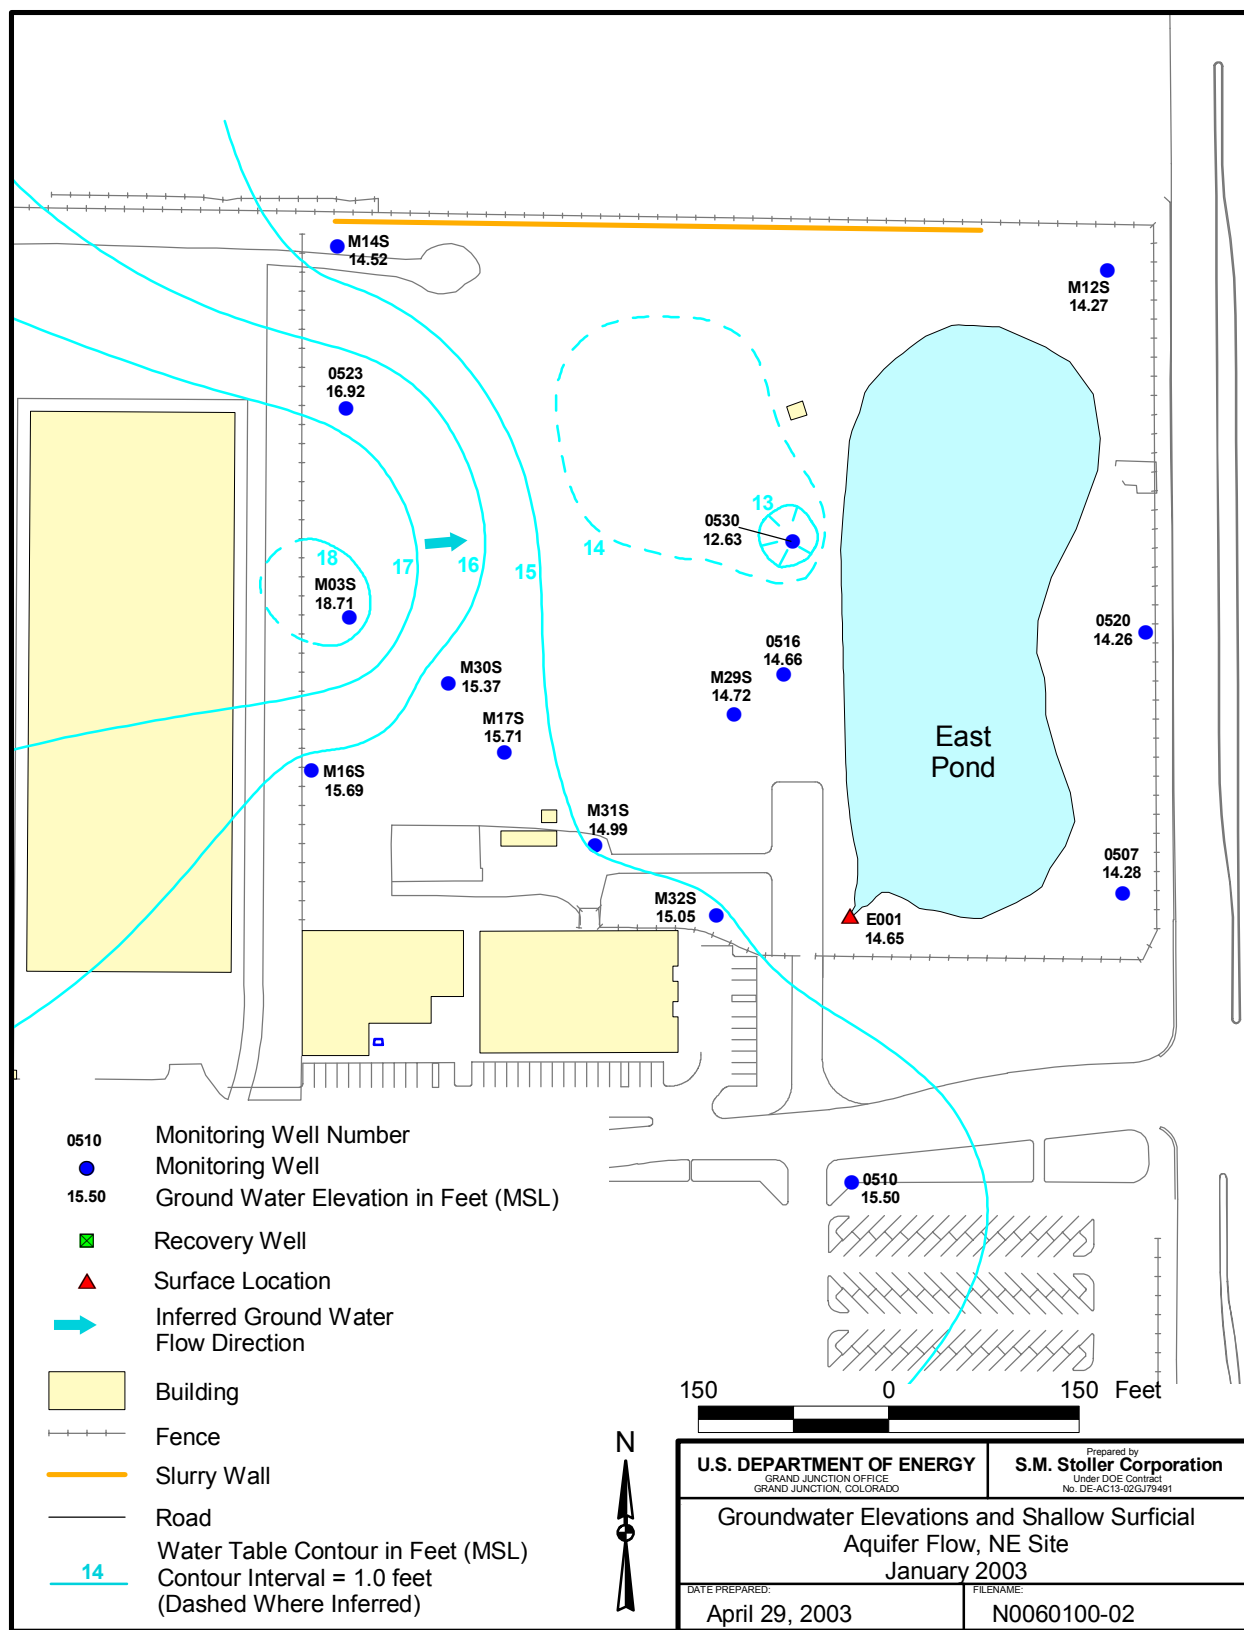 M14S
14.52
M12S
14.27
0523
16.92
13
0530
12.63
14
18
17
16
15
M03S
18.71
0520
14.26
0516
14.66
M30S
15.37
M29S
14.72
M17S
15.71
East
Pond
M16S
15.69
M31S
14.99
0507
14.28
M32S
15.05
E001
14.65
0510
15.50
0510
Monitoring Well Number
Monitoring Well
15.50
Ground Water Elevation in Feet (MSL)
Recovery Well
Surface Location
Inferred Ground Water
Flow Direction
Building
Fence
Slurry Wall
Road
14
Water Table Contour in Feet (MSL)
Contour Interval = 1.0 feet
(Dashed Where Inferred)
150 0 150 Feet
N
U.S. DEPARTMENT OF ENERGY
GRAND JUNCTION OFFICE
GRAND JUNCTION, COLORADO
Prepared by
S.M. Stoller Corporation
Under DOE Contract
No. DE-AC13-02GJ79491
Groundwater Elevations and Shallow Surficial
Aquifer Flow, NE Site
January 2003
DATE PREPARED:
April 29, 2003
FILENAME:
N0060100-02